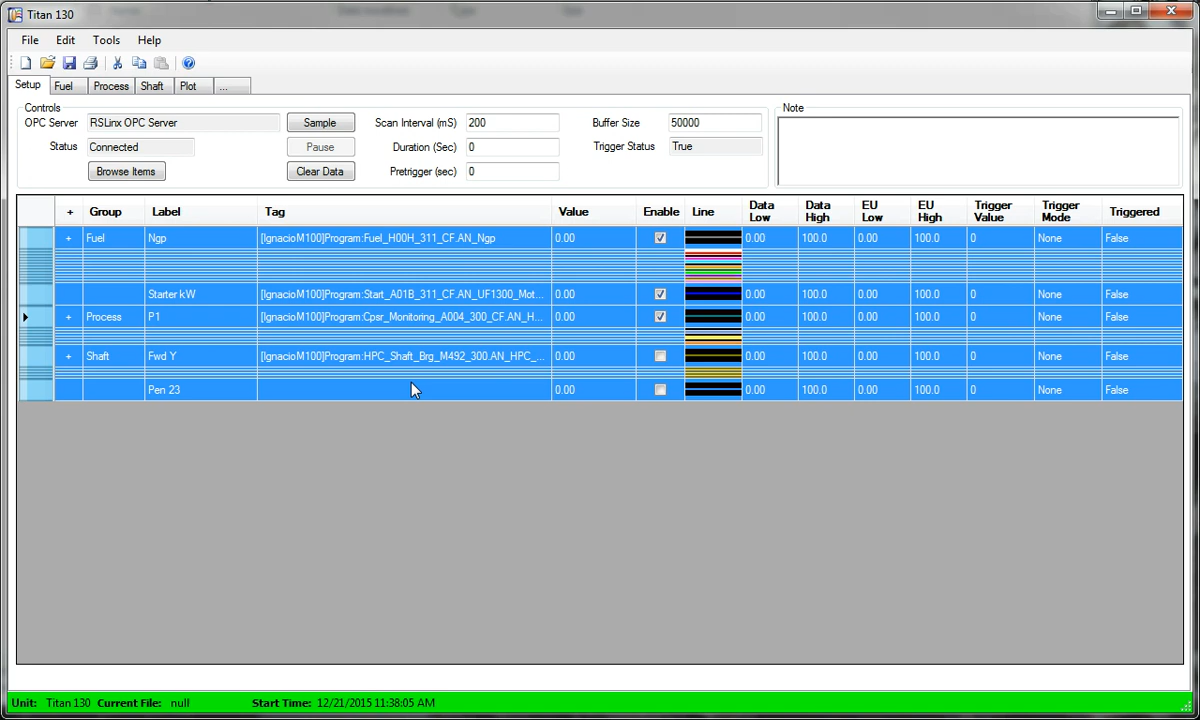 Titan 130
File Edit Tools Help
Setup Fuel Process Shaft Plot ...
Controls Note
OPC Server RSLinx OPC Server Sample Scan Interval (mS) 200 Buffer Size 50000
Status Connected Pause Duration (Sec) 0 Trigger Status True
Browse Items Clear Data Pretrigger (sec) 0
+ Group Label Tag Value Enable Line Data Low Data High EU Low EU High Trigger Value Trigger Mode Triggered
+ Fuel Ngp [IgnacioM100]Program:Fuel_H00H_311_CF.AN_Ngp 0.00 0.00 100.0 0.00 100.0 0 None False
Starter kW [IgnacioM100]Program:Start_A01B_311_CF.AN_UF1300_Mot... 0.00 0.00 100.0 0.00 100.0 0 None False
+ Process P1 [IgnacioM100]Program:Cpsr_Monitoring_A004_300_CF.AN_H... 0.00 0.00 100.0 0.00 100.0 0 None False
+ Shaft Fwd Y [IgnacioM100]Program:HPC_Shaft_Brg_M492_300.AN_HPC_... 0.00 0.00 100.0 0.00 100.0 0 None False
Pen 23 0.00 0.00 100.0 0.00 100.0 0 None False
Unit: Titan 130 Current File: null Start Time: 12/21/2015 11:38:05 AM